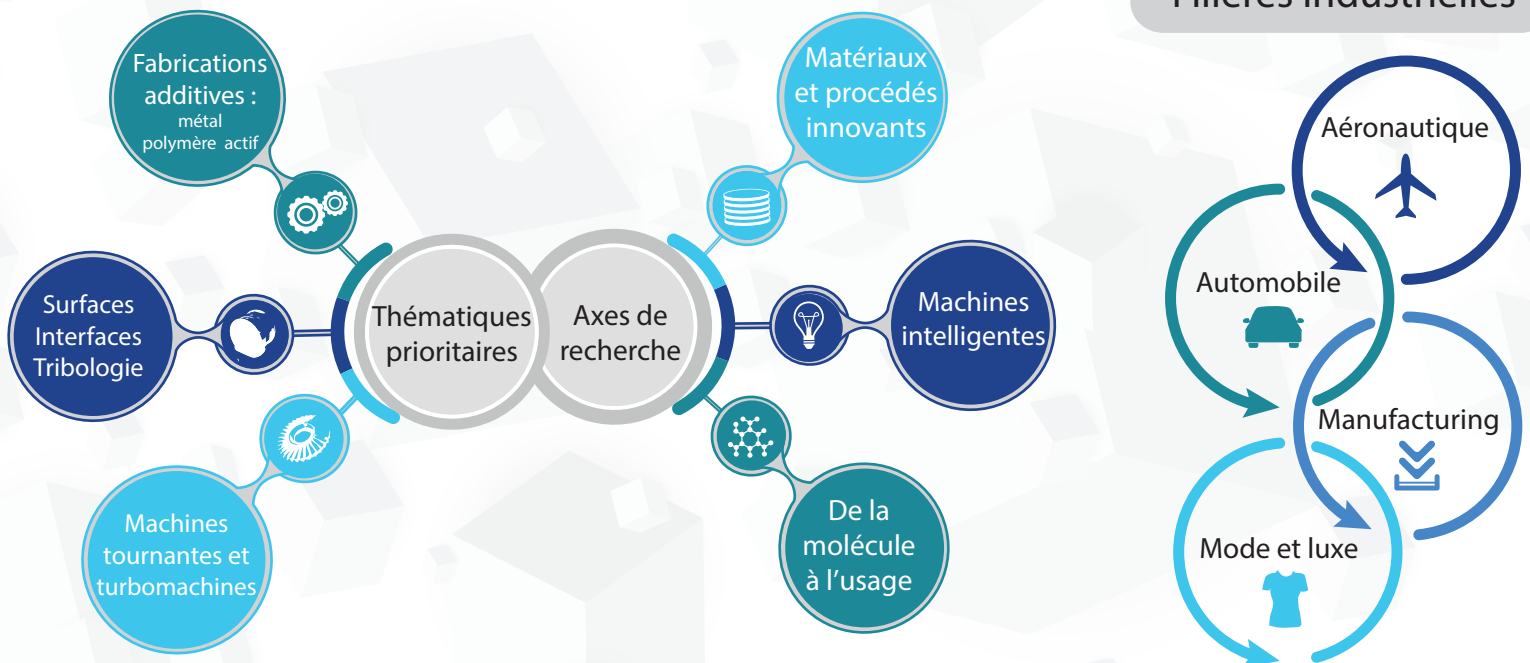 Filières industrielles
Fabrications
additives :
métal
polymère actif
Surfaces
Interfaces
Tribologie
Machines
tournantes et
turbomachines
Thématiques
prioritaires
Axes de
recherche
Matériaux
et procédés
innovants
Machines
intelligentes
De la
molécule
à l’usage
Aéronautique
Automobile
Manufacturing
Mode et luxe